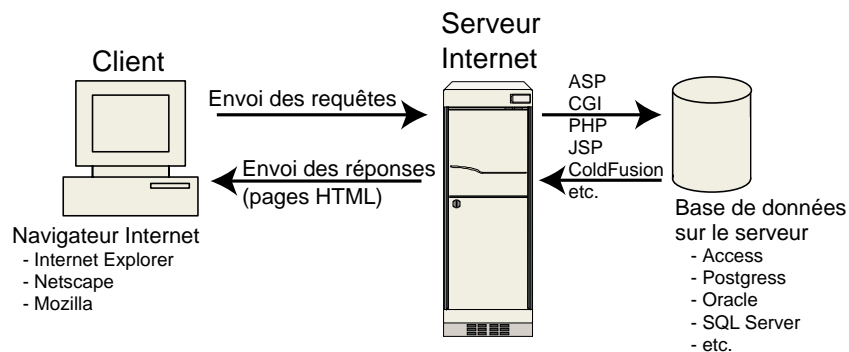 Client
Envoi des requêtes
Envoi des réponses
(pages HTML)
Navigateur Internet
- Internet Explorer
- Netscape
- Mozilla
Serveur
Internet
ASP
CGI
PHP
JSP
ColdFusion
etc.
Base de données
sur le serveur
- Access
- Postgress
- Oracle
- SQL Server
- etc.